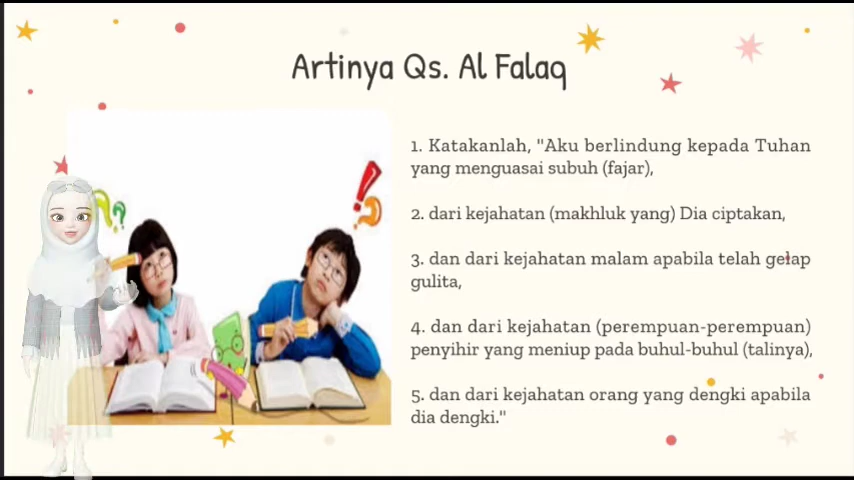 Artinya Qs. Al Falaq
1. Katakanlah, "Aku berlindung kepada Tuhan
yang menguasai subuh (fajar),
2. dari kejahatan (makhluk yang) Dia ciptakan,
3. dan dari kejahatan malam apabila telah gelap
gulita,
4. dan dari kejahatan (perempuan-perempuan)
penyihir yang meniup pada buhul-buhul (talinya),
5. dan dari kejahatan orang yang dengki apabila
dia dengki."